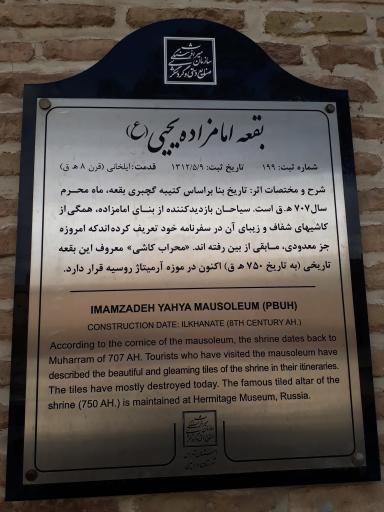 سازمان میراث فرهنگی
صنایع دستی و گردشگری
بقعه امامزاده یحیی (ع)
شماره ثبت: ۱۹۹ تاریخ ثبت: ۱۳۱۲/۵/۹ قدمت: ایلخانی (قرن ۸ ه ق)
شرح و مختصات اثر: تاریخ بنا براساس کتیبه گچبری بقعه، ماه محرم
سال ۷۰۷ ه.ق است. سیاحان بازدیدکننده از بنای امامزاده، همگی از
کاشیهای شفاف و زیبای آن در سفرنامه خود تعریف کرده‌اندکه امروزه
جز معدودی، مابقی از بین رفته اند. «محراب کاشی» معروف این بقعه
تاریخی (به تاریخ ۷۵۰ ه ق) اکنون در موزه آرمیتاژ روسیه قرار دارد.
IMAMZADEH YAHYA MAUSOLEUM (PBUH)
CONSTRUCTION DATE: ILKHANATE (8TH CENTURY AH.)
According to the cornice of the mausoleum, the shrine dates back to
Muharram of 707 AH. Tourists who have visited the mausoleum have
described the beautiful and gleaming tiles of the shrine in their itineraries.
The tiles have mostly destroyed today. The famous tiled altar of the
shrine (750 AH.) is maintained at Hermitage Museum, Russia.